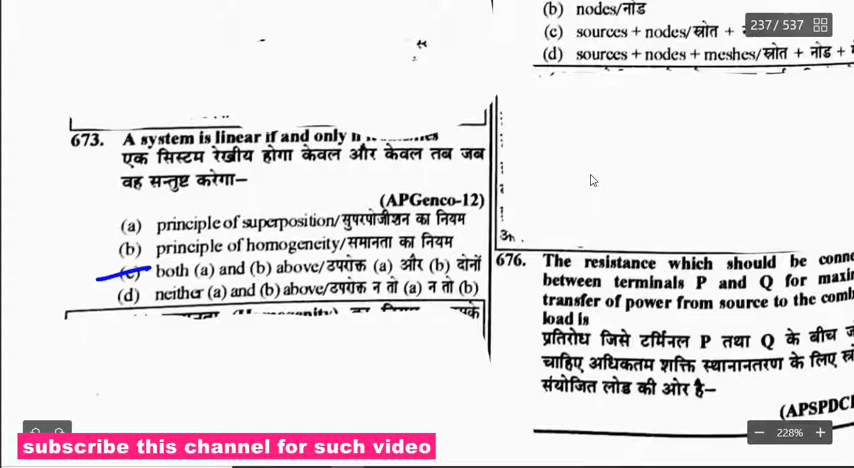 673. A system is linear if and only
एक सिस्टम रेखीय होगा केवल और केवल तब जब
वह सन्तुष्ट करेगा–
(APGenco-12)
(a) principle of superposition/सुपरपोजीशन का नियम
(b) principle of homogeneity/समानता का नियम
(c) both (a) and (b) above/उपरोक्त (a) और (b) दोनों
(d) neither (a) and (b) above/उपरोक्त न तो (a) न तो (b)
(b) nodes/नोड
(c) sources + nodes/स्रोत +
(d) sources + nodes + meshes/स्रोत + नोड +
237 / 537
676. The resistance which should be conne
between terminals P and Q for maxi
transfer of power from source to the comb
load is
प्रतिरोध जिसे टर्मिनल P तथा Q के बीच
चाहिए अधिकतम शक्ति स्थानानतरण के लिए
संयोजित लोड की ओर है–
(APSPDCL
228%
subscribe this channel for such video